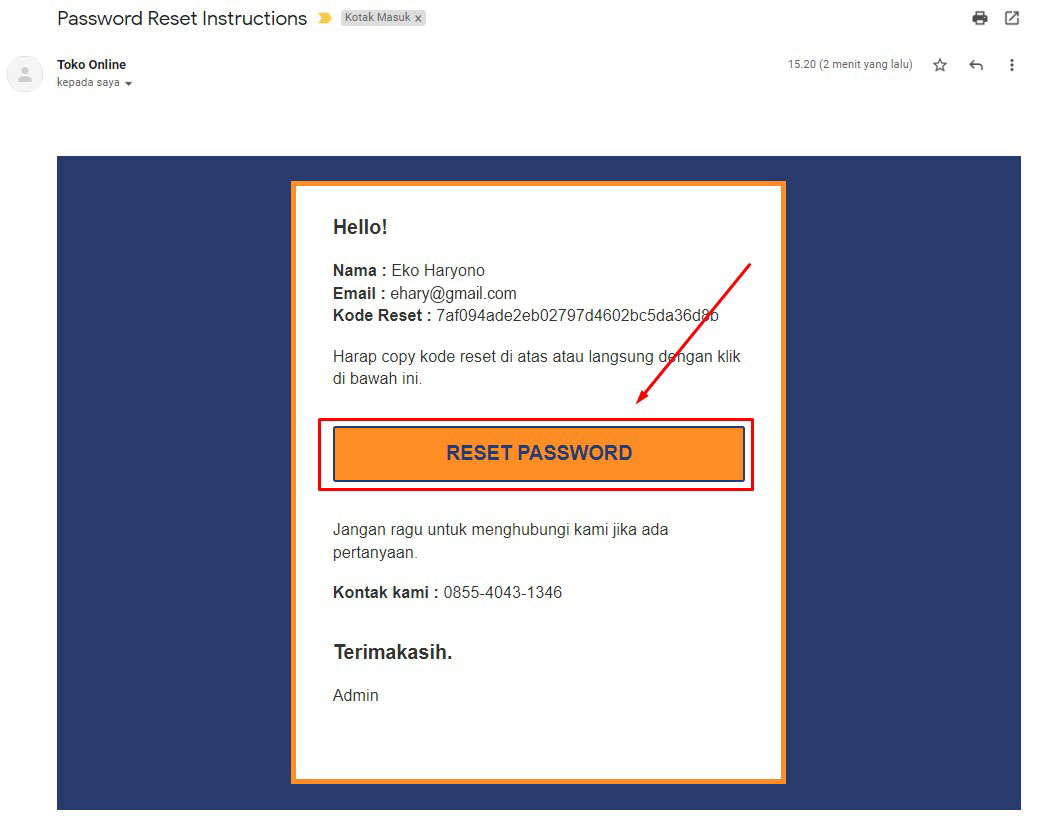 Password Reset Instructions Kotak Masuk x
Toko Online
15.20 (2 menit yang lalu)
kepada saya
Hello!
Nama : Eko Haryono
Email : ehary@gmail.com
Kode Reset : 7af094ade2eb02797d4602bc5da36d8b
Harap copy kode reset di atas atau langsung dengan klik
di bawah ini.
RESET PASSWORD
Jangan ragu untuk menghubungi kami jika ada
pertanyaan.
Kontak kami : 0855-4043-1346
Terimakasih.
Admin